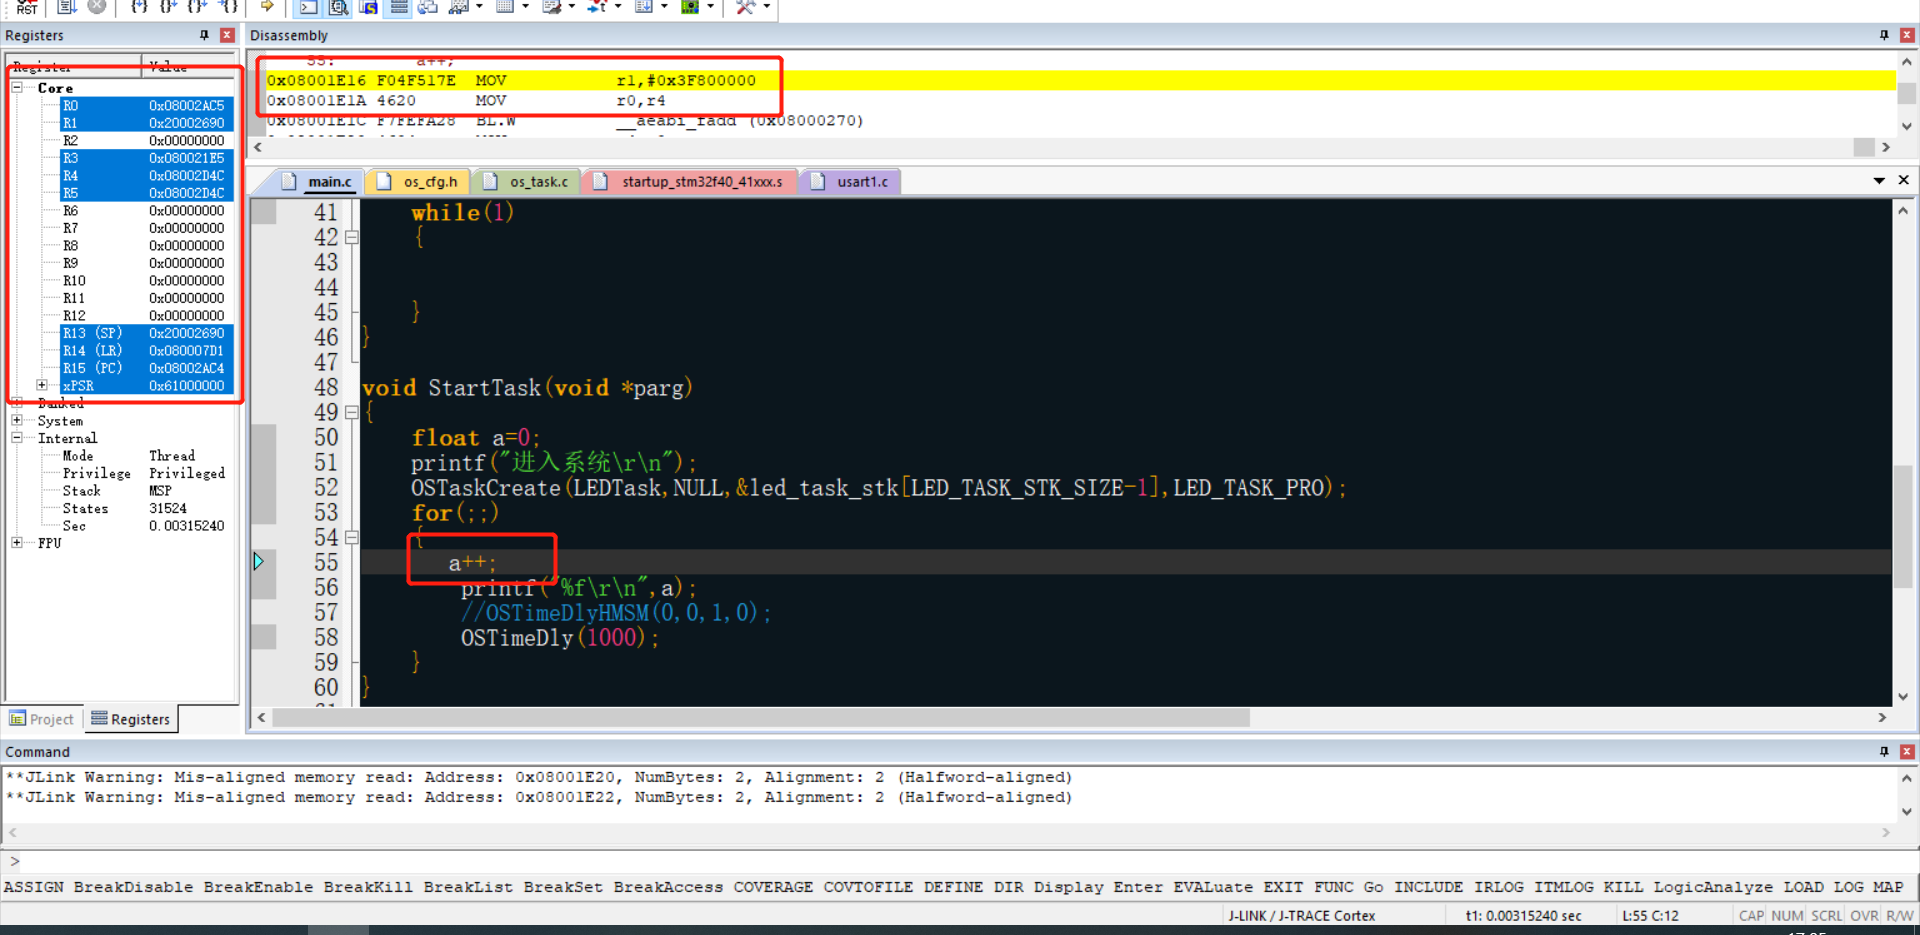 RST
Registers
Disassembly
Register Value
Core
R0 0x08002AC5
R1 0x20002690
R2 0x00000000
R3 0x080021E5
R4 0x08002D4C
R5 0x08002D4C
R6 0x00000000
R7 0x00000000
R8 0x00000000
R9 0x00000000
R10 0x00000000
R11 0x00000000
R12 0x00000000
R13 (SP) 0x20002690
R14 (LR) 0x080007D1
R15 (PC) 0x08002AC4
xPSR 0x61000000
Banked
System
Internal
Mode Thread
Privilege Privileged
Stack MSP
States 31524
Sec 0.00315240
FPU
Project Registers
55: a++;
0x08001E16 F04F517E MOV r1,#0x3F800000
0x08001E1A 4620 MOV r0,r4
0x08001E1C F7FEFA28 BL.W __aeabi_fadd (0x08000270)
main.c os_cfg.h os_task.c startup_stm32f40_41xxx.s usart1.c
41 while(1)
42 {
43
44
45 }
46 }
47
48 void StartTask(void *parg)
49 {
50 float a=0;
51 printf("进入系统\r\n");
52 OSTaskCreate(LEDTask,NULL,&led_task_stk[LED_TASK_STK_SIZE-1],LED_TASK_PRO);
53 for(;;)
54 {
55 a++;
56 printf("%f\r\n",a);
57 //OSTimeDlyHMSM(0,0,1,0);
58 OSTimeDly(1000);
59 }
60 }
Command
**JLink Warning: Mis-aligned memory read: Address: 0x08001E20, NumBytes: 2, Alignment: 2 (Halfword-aligned)
**JLink Warning: Mis-aligned memory read: Address: 0x08001E22, NumBytes: 2, Alignment: 2 (Halfword-aligned)
>
ASSIGN BreakDisable BreakEnable BreakKill BreakList BreakSet BreakAccess COVERAGE COVTOFILE DEFINE DIR Display Enter EVALuate EXIT FUNC Go INCLUDE IRLOG ITMLOG KILL LogicAnalyze LOAD LOG MAP
J-LINK / J-TRACE Cortex t1: 0.00315240 sec L:55 C:12 CAP NUM SCRL OVR R/W